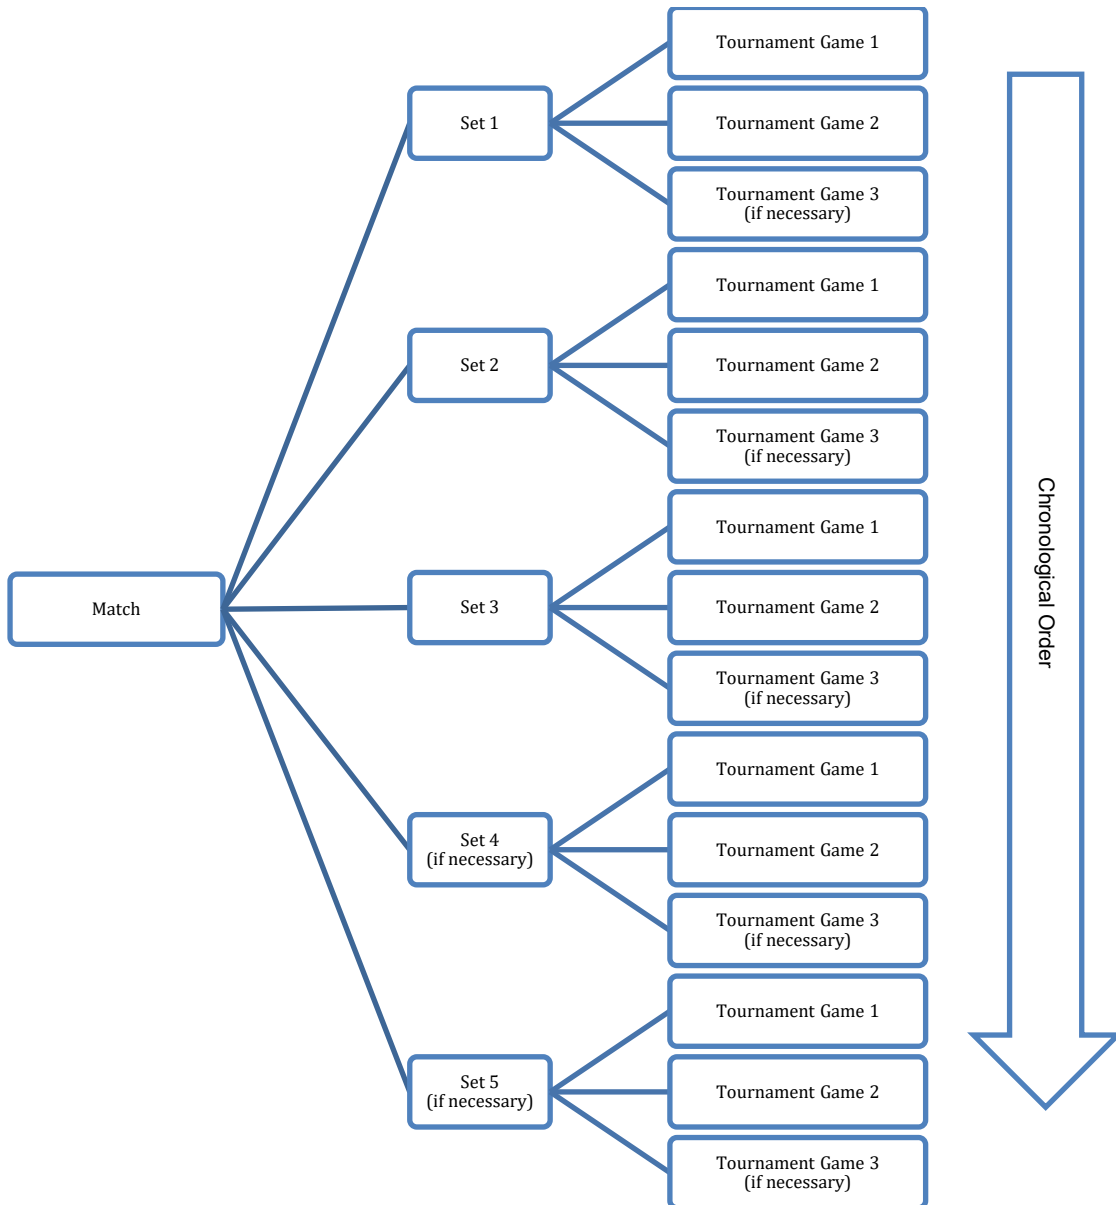 Match
Set 1
Tournament Game 1
Tournament Game 2
Tournament Game 3
(if necessary)
Set 2
Tournament Game 1
Tournament Game 2
Tournament Game 3
(if necessary)
Set 3
Tournament Game 1
Tournament Game 2
Tournament Game 3
(if necessary)
Set 4
(if necessary)
Tournament Game 1
Tournament Game 2
Tournament Game 3
(if necessary)
Set 5
(if necessary)
Tournament Game 1
Tournament Game 2
Tournament Game 3
(if necessary)
Chronological Order